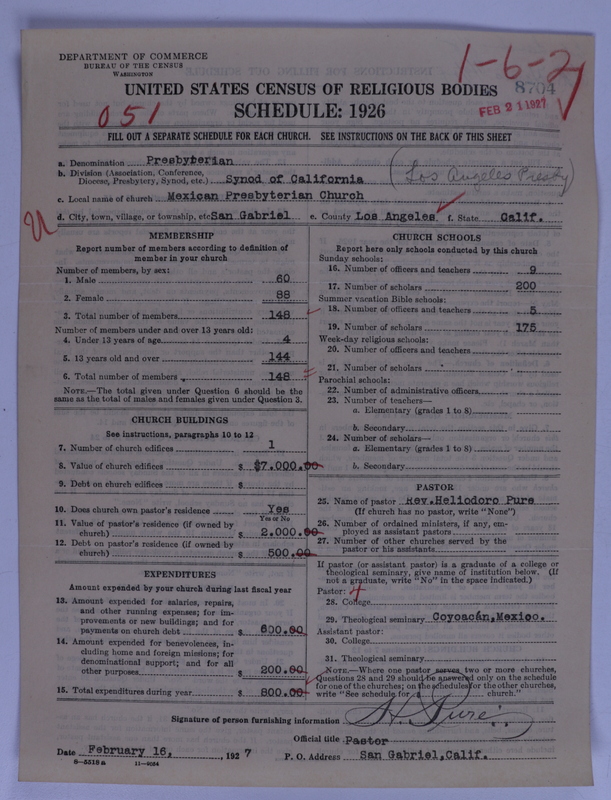 DEPARTMENT OF COMMERCE
BUREAU OF THE CENSUS
WASHINGTON
1-6-2
8704
FEB 21 1927
UNITED STATES CENSUS OF RELIGIOUS BODIES
SCHEDULE: 1926
051
FILL OUT A SEPARATE SCHEDULE FOR EACH CHURCH. SEE INSTRUCTIONS ON THE BACK OF THIS SHEET
a. Denomination Presbyterian
b. Division (Association, Conference,
Diocese, Presbytery, Synod, etc.) Synod of California (Los Angeles Presby)
c. Local name of church Mexican Presbyterian Church
d. City, town, village, or township, etc San Gabriel e. County Los Angeles. f. State Calif.
U
MEMBERSHIP
Report number of members according to definition of
member in your church
Number of members, by sex:
1. Male 60
2. Female 88
3. Total number of members 148
Number of members under and over 13 years old:
4. Under 13 years of age 4
5. 13 years old and over 144
6. Total number of members 148
NOTE.—The total given under Question 6 should be the
same as the total of males and females given under Question 3.
CHURCH BUILDINGS
See instructions, paragraphs 10 to 12
7. Number of church edifices 1
8. Value of church edifices $ $7.000.00
9. Debt on church edifices $
10. Does church own pastor's residence? Yes
Yes or No
11. Value of pastor's residence (if owned by
church) $ 2.000.00
12. Debt on pastor's residence (if owned by
church) $ 500.00
EXPENDITURES
Amount expended by your church during last fiscal year
13. Amount expended for salaries, repairs,
and other running expenses; for im-
provements or new buildings; and for
payments on church debt $ 600.00
14. Amount expended for benevolences, in-
cluding home and foreign missions; for
denominational support; and for all
other purposes $ 200.00
15. Total expenditures during year $ 800.00
CHURCH SCHOOLS
Report here only schools conducted by this church
Sunday schools:
16. Number of officers and teachers 9
17. Number of scholars 200
Summer vacation Bible schools:
18. Number of officers and teachers 5
19. Number of scholars 175
Week-day religious schools:
20. Number of officers and teachers
21. Number of scholars
Parochial schools:
22. Number of administrative officers
23. Number of teachers—
a. Elementary (grades 1 to 8)
b. Secondary
24. Number of scholars—
a. Elementary (grades 1 to 8)
b. Secondary
PASTOR
25. Name of pastor Rev. Heliodoro Pure
(If church has no pastor, write "None")
26. Number of ordained ministers, if any, em-
ployed as assistant pastors
27. Number of other churches served by the
pastor or his assistants
If pastor (or assistant pastor) is a graduate of a college or
theological seminary, give name of institution below. (If
not a graduate, write "No" in the space indicated.)
Pastor:
28. College
29. Theological seminary Coyoacán, Mexico.
Assistant pastor:
30. College
31. Theological seminary
NOTE.—Where one pastor serves two or more churches,
Questions 28 and 29 should be answered only on the schedule
for one of the churches; on the schedules for the other churches,
write "See schedule for church."
Signature of person furnishing information H. Pure
Official title Pastor
Date February 16, 1927 P. O. Address San Gabriel, Calif.
8—5518 a 11—9034